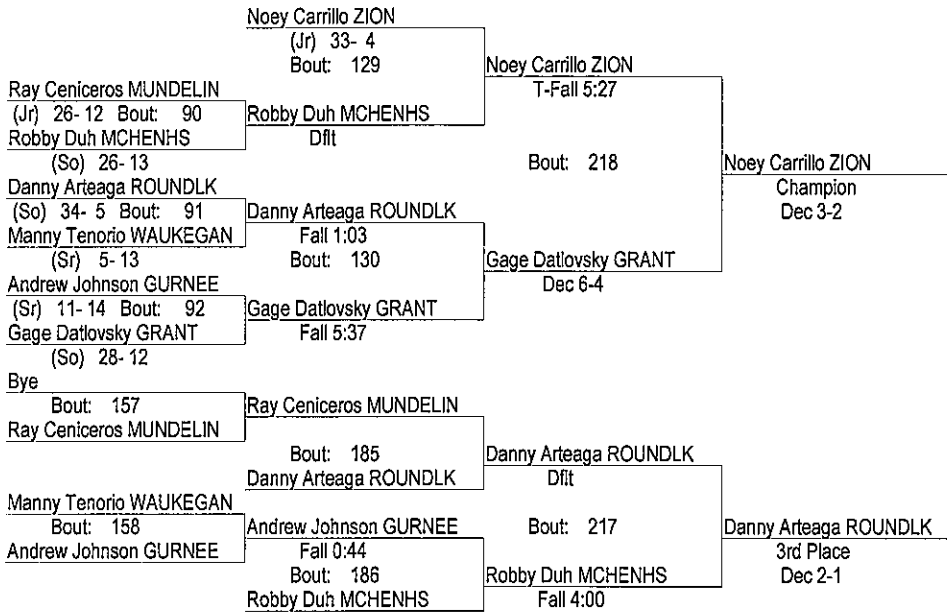 Noey Carrillo ZION
(Jr) 33- 4
Bout: 129
Noey Carrillo ZION
T-Fall 5:27
Ray Ceniceros MUNDELIN
(Jr) 26- 12 Bout: 90
Robby Duh MCHENHS
Robby Duh MCHENHS
Dflt
(So) 26- 13
Bout: 218
Noey Carrillo ZION
Champion
Dec 3-2
Danny Arteaga ROUNDLK
(So) 34- 5 Bout: 91
Danny Arteaga ROUNDLK
Manny Tenorio WAUKEGAN
Fall 1:03
(Sr) 5- 13
Bout: 130
Gage Datlovsky GRANT
Dec 6-4
Andrew Johnson GURNEE
(Sr) 11- 14 Bout: 92
Gage Datlovsky GRANT
Gage Datlovsky GRANT
Fall 5:37
(So) 28- 12
Bye
Bout: 157
Ray Ceniceros MUNDELIN
Ray Ceniceros MUNDELIN
Bout: 185
Danny Arteaga ROUNDLK
Danny Arteaga ROUNDLK
Dflt
Manny Tenorio WAUKEGAN
Bout: 158
Andrew Johnson GURNEE
Bout: 217
Danny Arteaga ROUNDLK
Andrew Johnson GURNEE
Fall 0:44
3rd Place
Bout: 186
Robby Duh MCHENHS
Dec 2-1
Robby Duh MCHENHS
Fall 4:00